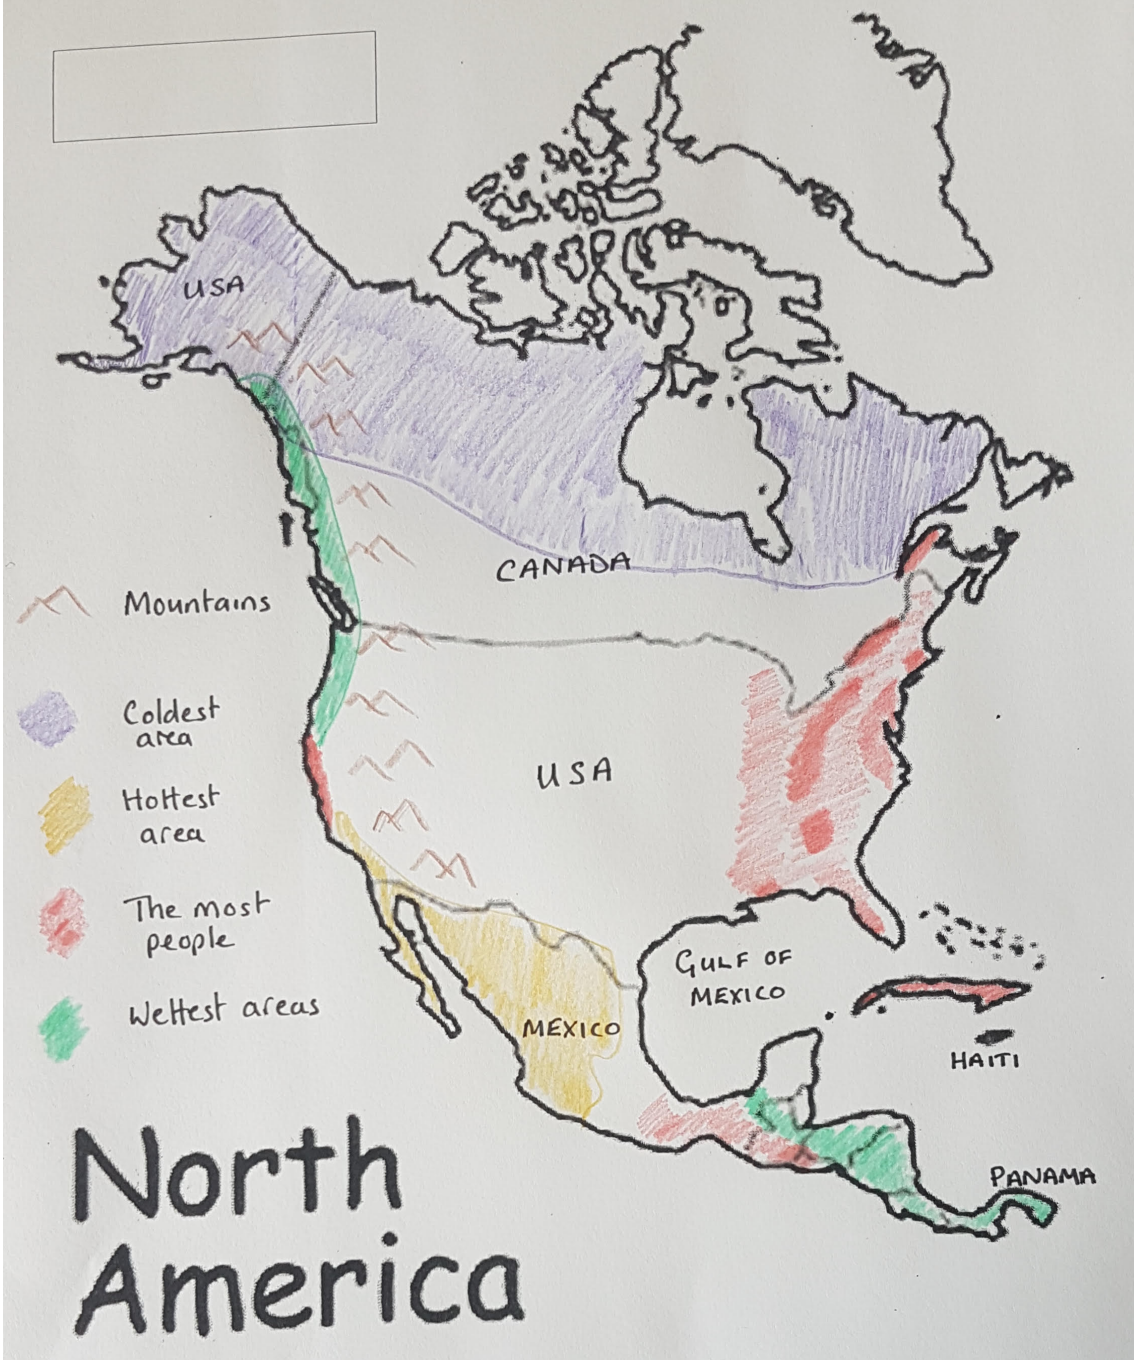 USA
CANADA
Mountains
Coldest
area
USA
Hottest
area
The most
people
GULF OF
MEXICO
Wettest areas
MEXICO
HAITI
PANAMA
North
America